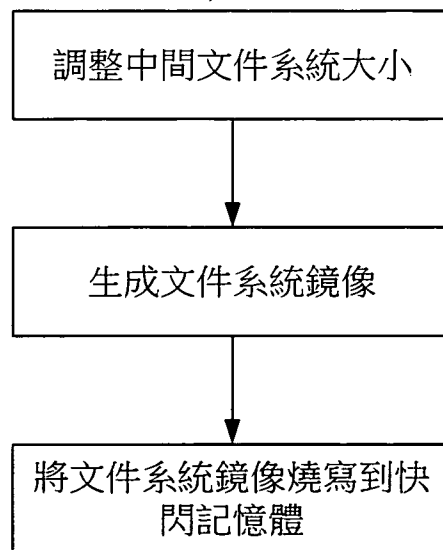 調整中間文件系統大小
生成文件系統鏡像
將文件系統鏡像燒寫到快
閃記憶體